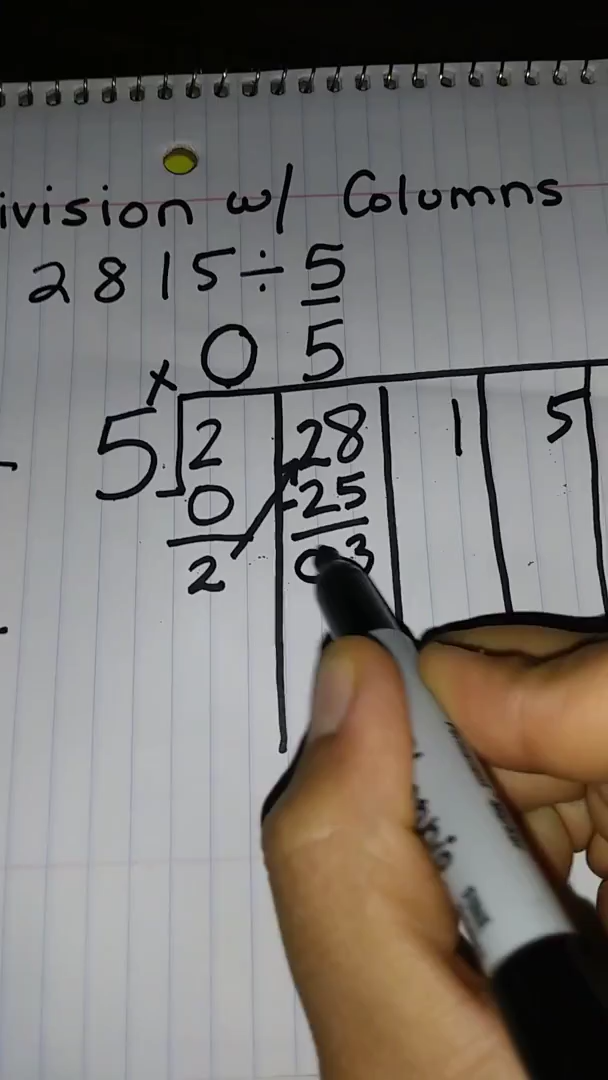 ivision w/ Columns
2815÷5
0 5
x
5 2 28 1 5
0 -25
2 03